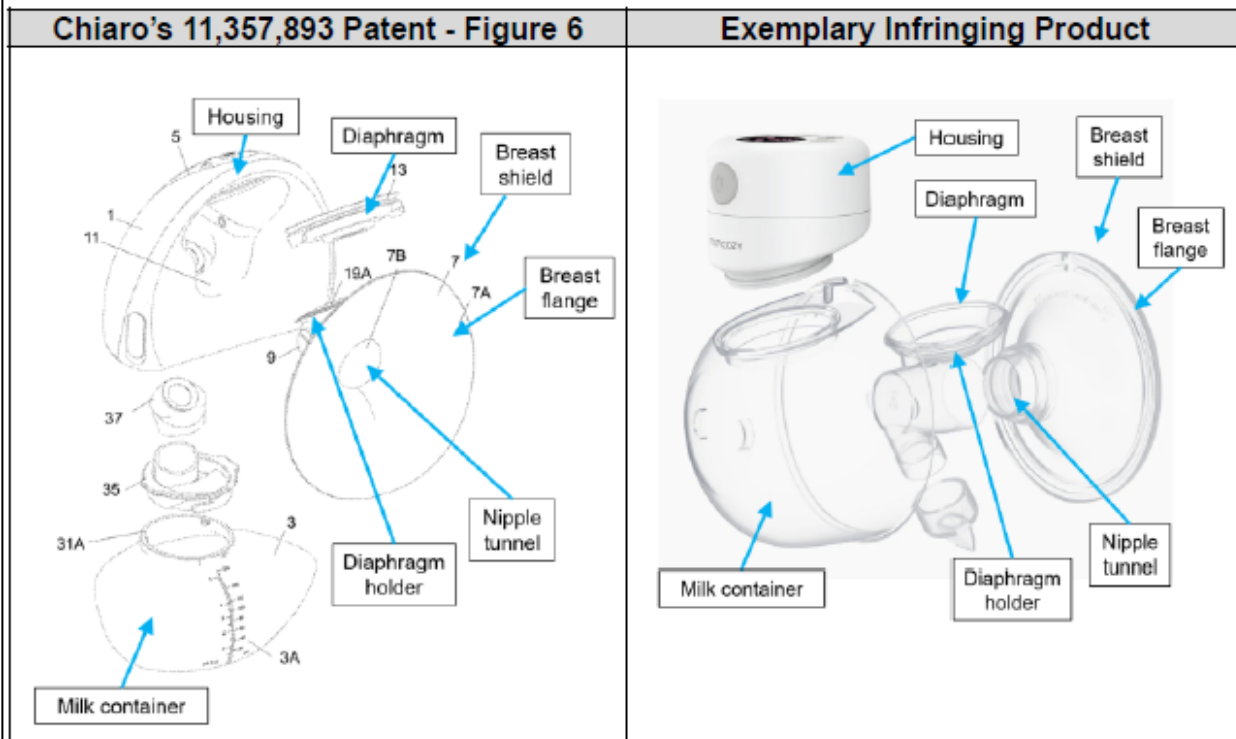 Chiaro's 11,357,893 Patent - Figure 6
Exemplary Infringing Product
Housing
5
Diaphragm
13
Breast
shield
1
11
7B
7
19A
7A
Breast
flange
9
37
35
31A
3
Nipple
tunnel
Diaphragm
holder
3A
Milk container
Housing
Breast
shield
Diaphragm
Breast
flange
Nipple
tunnel
Diaphragm
holder
Milk container